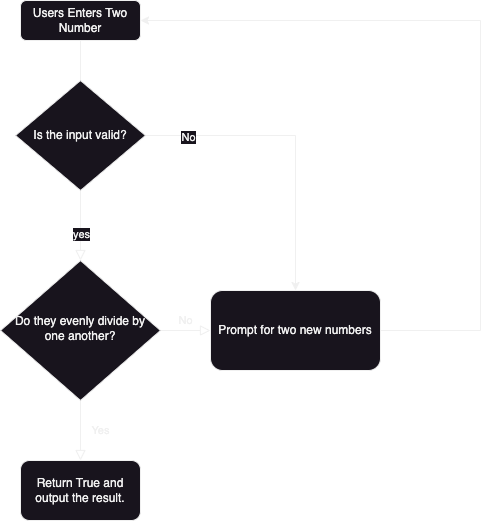 Users Enters Two
Number
Is the input valid?
No
yes
Do they evenly divide by
one another?
No
Prompt for two new numbers
Yes
Return True and
output the result.